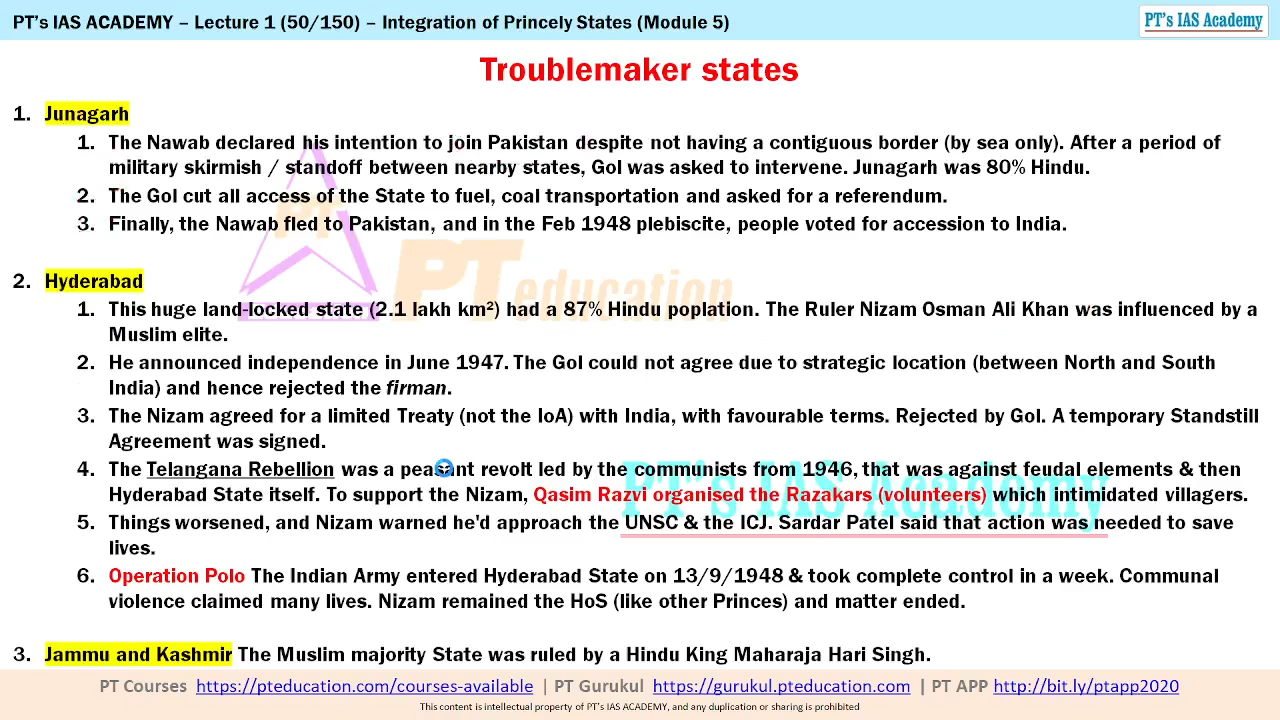 PT's IAS ACADEMY – Lecture 1 (50/150) – Integration of Princely States (Module 5)
PT's IAS Academy
Troublemaker states
1. Junagarh
1. The Nawab declared his intention to join Pakistan despite not having a contiguous border (by sea only). After a period of
military skirmish / standoff between nearby states, GoI was asked to intervene. Junagarh was 80% Hindu.
2. The GoI cut all access of the State to fuel, coal transportation and asked for a referendum.
3. Finally, the Nawab fled to Pakistan, and in the Feb 1948 plebiscite, people voted for accession to India.
PT
PT education
2. Hyderabad
1. This huge land-locked state (2.1 lakh km²) had a 87% Hindu poplation. The Ruler Nizam Osman Ali Khan was influenced by a
Muslim elite.
2. He announced independence in June 1947. The GoI could not agree due to strategic location (between North and South
India) and hence rejected the firman.
3. The Nizam agreed for a limited Treaty (not the IoA) with India, with favourable terms. Rejected by GoI. A temporary Standstill
Agreement was signed.
4. The Telangana Rebellion was a peasant revolt led by the communists from 1946, that was against feudal elements & then
Hyderabad State itself. To support the Nizam, Qasim Razvi organised the Razakars (volunteers) which intimidated villagers.
PT's IAS Academy
5. Things worsened, and Nizam warned he'd approach the UNSC & the ICJ. Sardar Patel said that action was needed to save
lives.
6. Operation Polo The Indian Army entered Hyderabad State on 13/9/1948 & took complete control in a week. Communal
violence claimed many lives. Nizam remained the HoS (like other Princes) and matter ended.
3. Jammu and Kashmir The Muslim majority State was ruled by a Hindu King Maharaja Hari Singh.
PT Courses https://pteducation.com/courses-available | PT Gurukul https://gurukul.pteducation.com | PT APP http://bit.ly/ptapp2020
This content is intellectual property of PT's IAS ACADEMY, and any duplication or sharing is prohibited